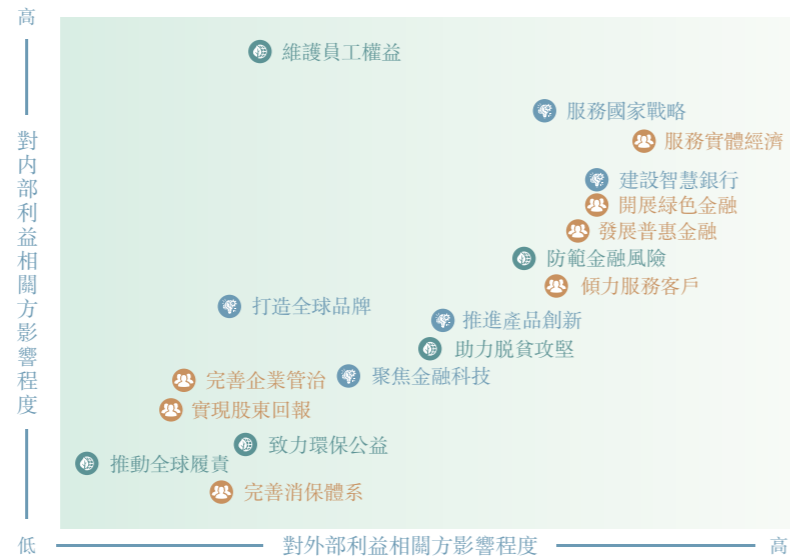 高
維護員工權益
服務國家戰略
服務實體經濟
對内部利益相關方影響程度
建設智慧銀行
開展緑色金融
發展普惠金融
防範金融風險
傾力服務客戶
打造全球品牌
推進產品創新
助力脱貧攻堅
聚焦金融科技
完善企業管治
實現股東回報
致力環保公益
推動全球履責
完善消保體系
低
對外部利益相關方影響程度
高